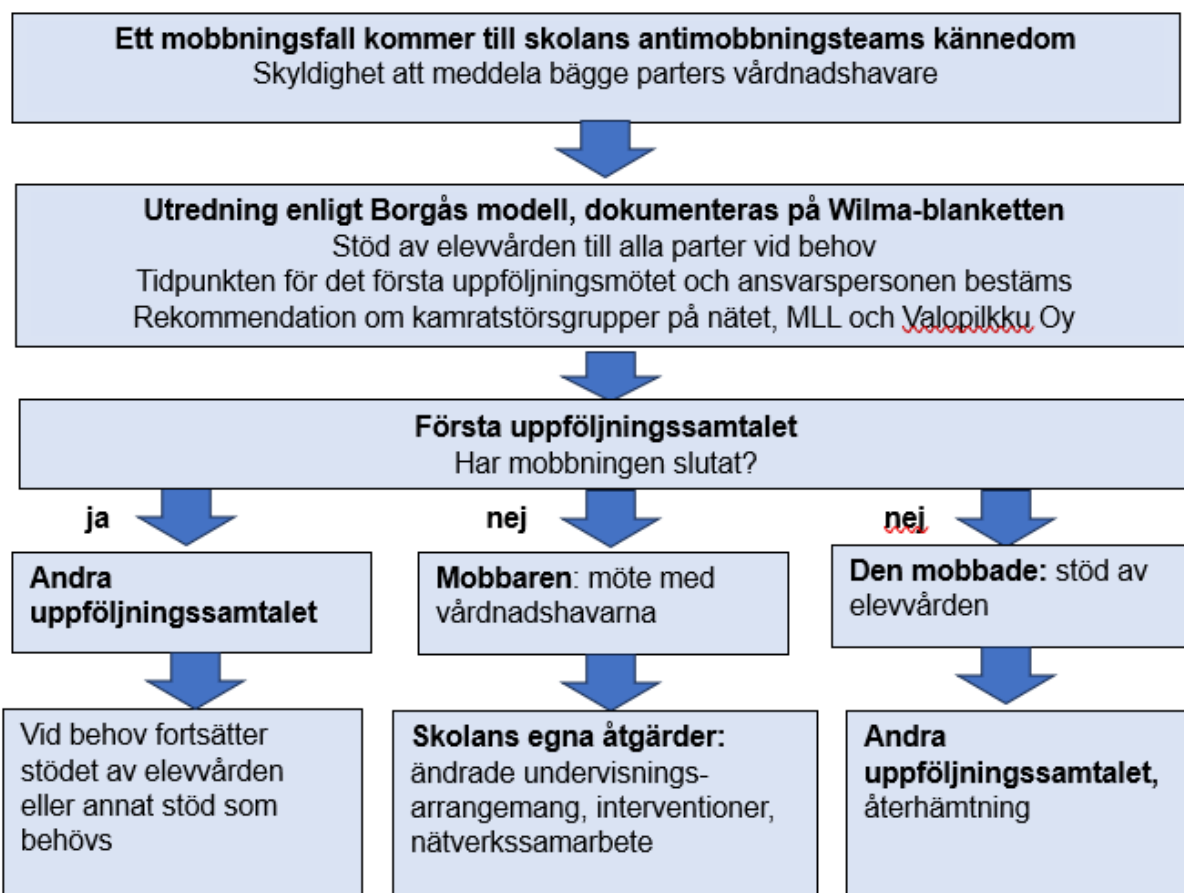 Ett mobbningsfall kommer till skolans antimobbningsteams kännedom
Skyldighet att meddela bägge parters vårdnadshavare
Utredning enligt Borgås modell, dokumenteras på Wilma-blanketten
Stöd av elevvården till alla parter vid behov
Tidpunkten för det första uppföljningsmötet och ansvarspersonen bestäms
Rekommendation om kamratstörsgrupper på nätet, MLL och Valopilkku Oy
Första uppföljningssamtalet
Har mobbningen slutat?
ja
nej
nej
Andra
uppföljningssamtalet
Mobbaren: möte med
vårdnadshavarna
Den mobbade: stöd av
elevvården
Vid behov fortsätter
stödet av elevvården
eller annat stöd som
behövs
Skolans egna åtgärder:
ändrade undervisnings-
arrangemang, interventioner,
nätverkssamarbete
Andra
uppföljningssamtalet,
återhämtning